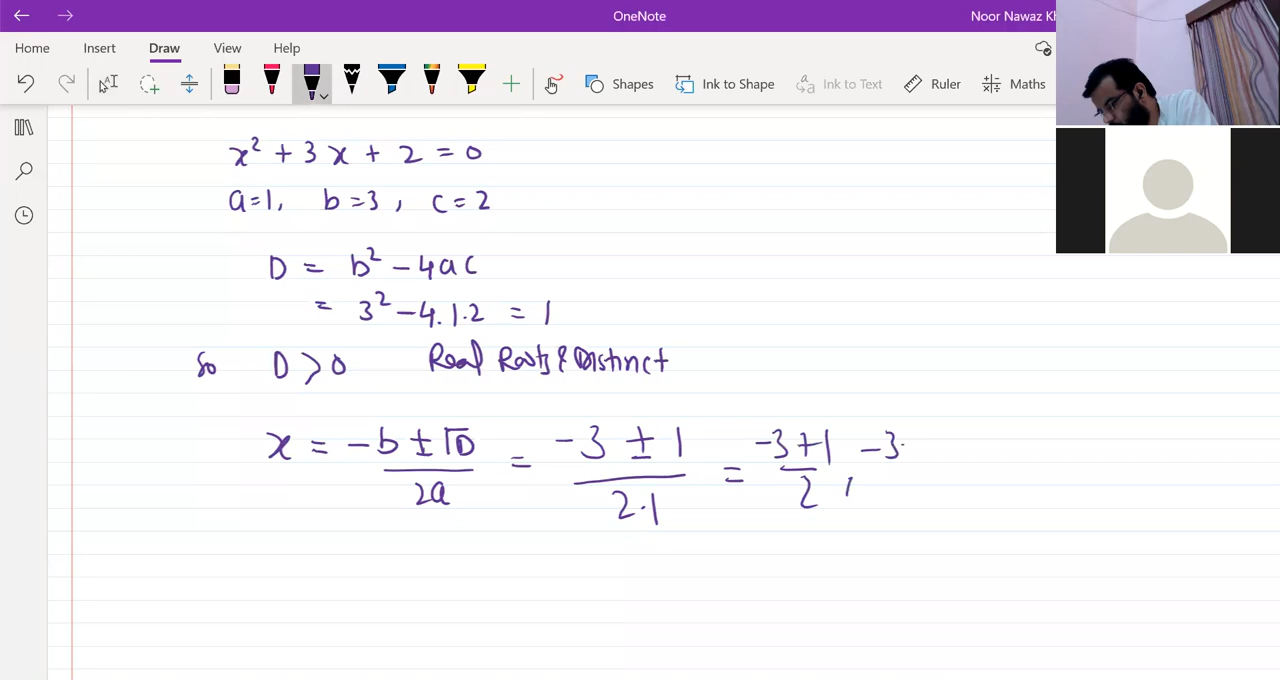 OneNote
Noor Nawaz Kh
Home Insert Draw View Help
Shapes Ink to Shape Ink to Text Ruler Maths
x² + 3x + 2 = 0
a=1, b=3, c=2
D = b² - 4ac
= 3² - 4.1.2 = 1
So D > 0 Real Roots & Distinct
x = -b ± √D / 2a = -3 ± 1 / 2.1 = -3+1 / 2 , -3